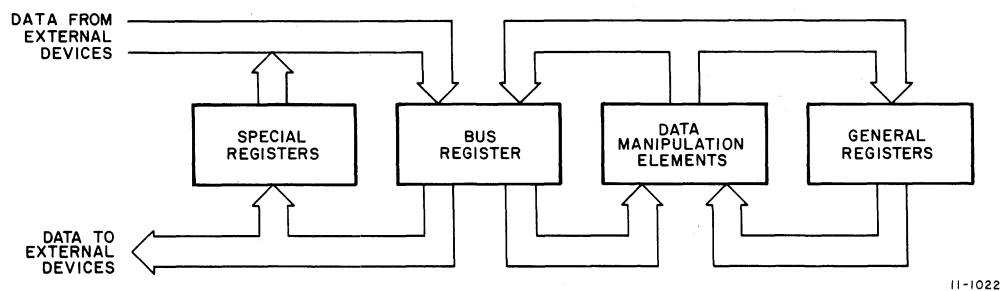 DATA FROM
EXTERNAL
DEVICES
SPECIAL
REGISTERS
BUS
REGISTER
DATA
MANIPULATION
ELEMENTS
GENERAL
REGISTERS
DATA TO
EXTERNAL
DEVICES
11-1022